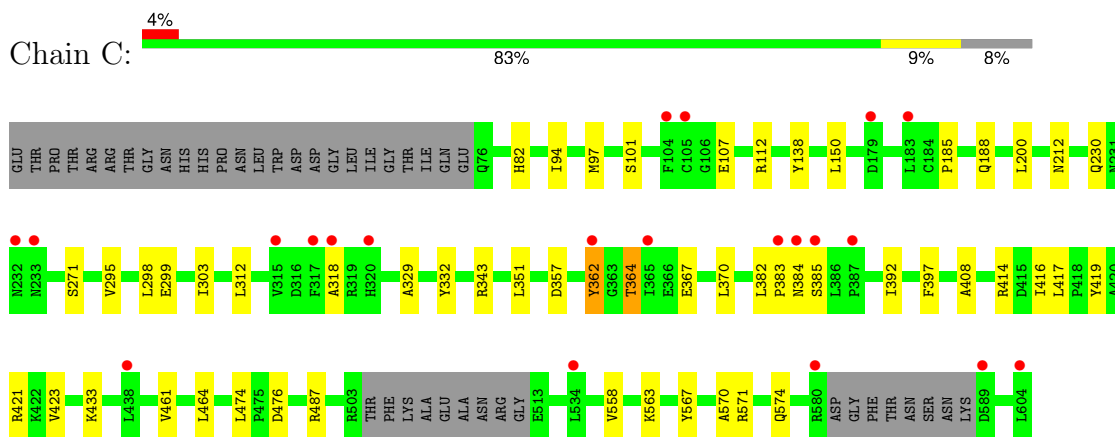 4%
Chain C:
83% 9% 8%
GLU THR PRO THR ARG ARG THR GLY ASN HIS HIS PRO ASN LEU TRP ASP ASP GLY LEU ILE GLY THR ILE GLN GLU Q76 H82 I94 M97 S101 F104 C105 G106 E107 R112 Y138 L150 D179 L183 C184 P185 Q188 L200 N212 Q230 N231
N232 N233 S271 V295 L298 E299 I303 L312 V315 D316 F317 A318 R319 H320 A329 Y332 R343 L351 D357 Y362 G363 T364 I365 E366 E367 L370 L382 P383 N384 S385 L386 P387 I392 F397 A408 R414 D415 I416 L417 P418 Y419 A420
R421 K422 V423 K433 L438 V461 L464 L474 P475 D476 R487 R503 THR PHE LYS ALA GLU ALA ASN ARG GLY E513 L534 V558 K563 Y567 A570 R571 Q574 R580 ASP GLY PHE THR ASN SER ASN LYS D589 L604